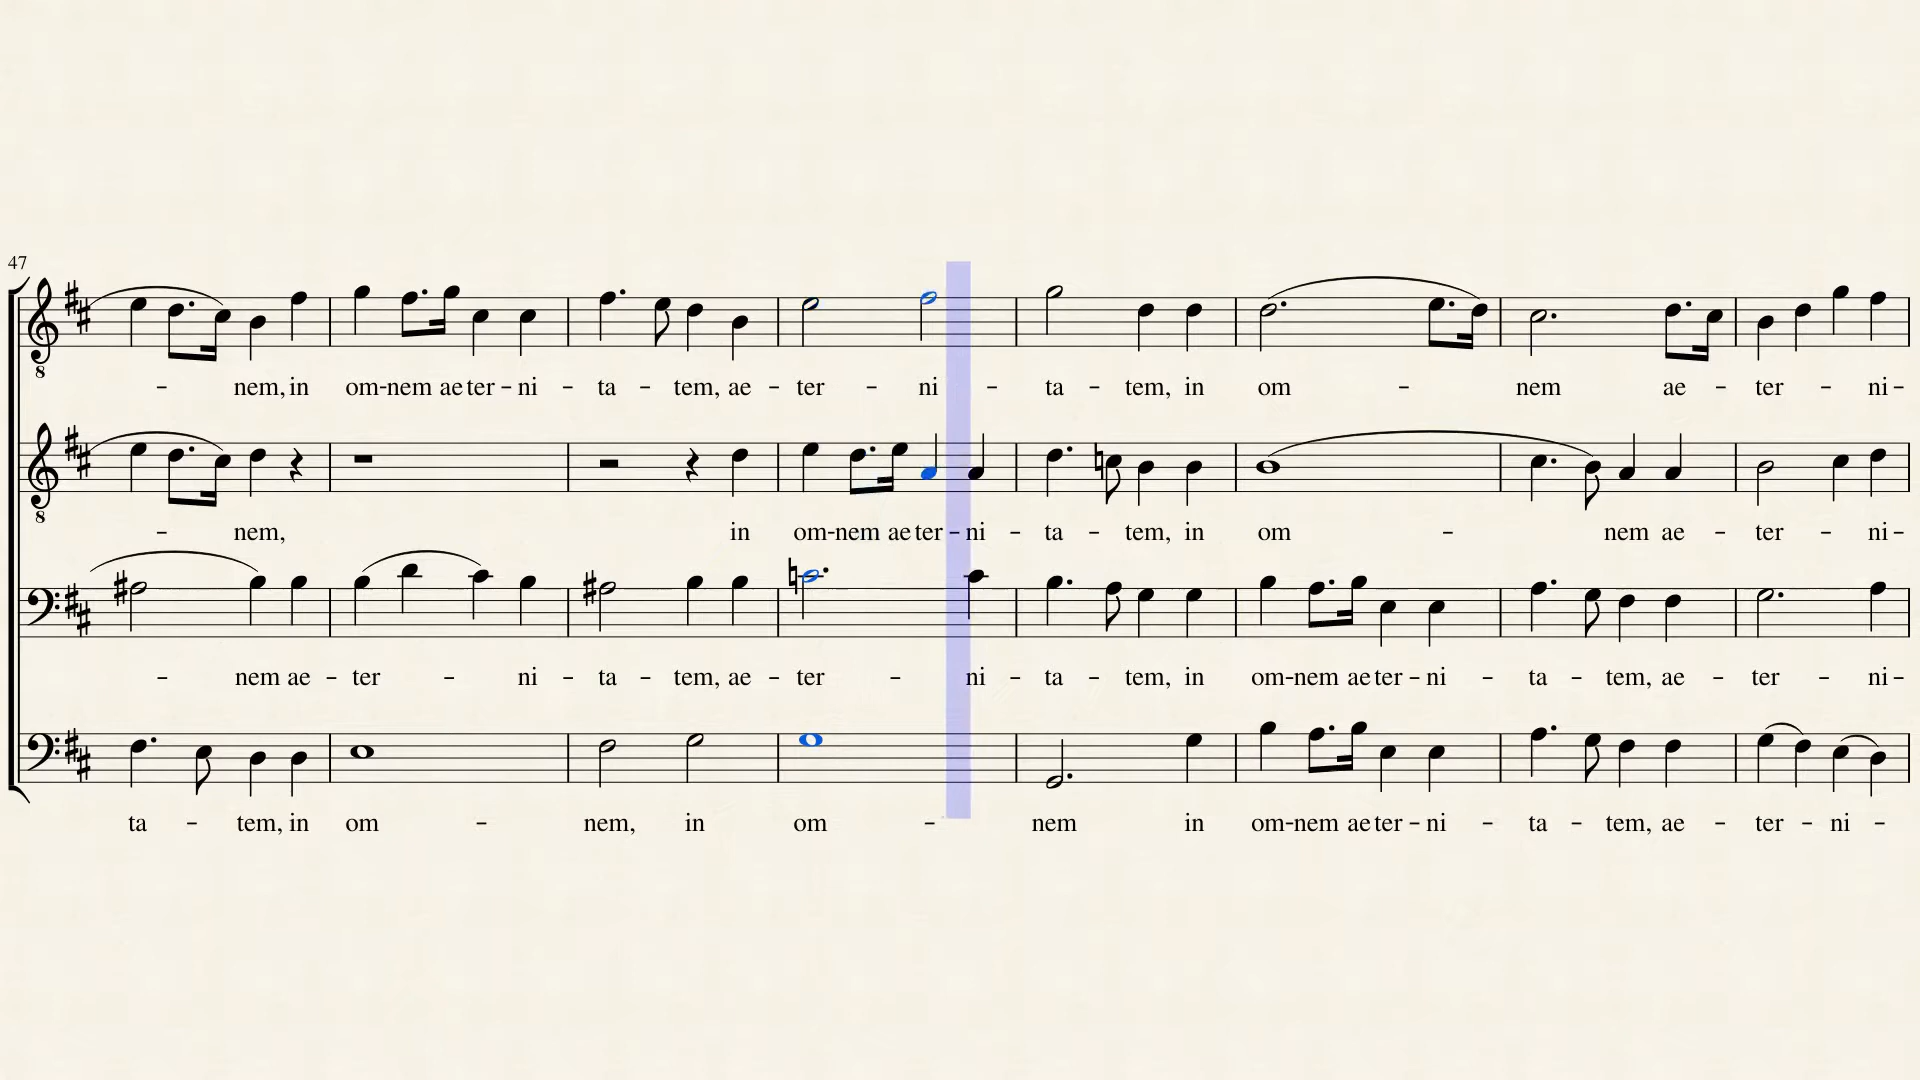 47
8
- nem, in om-nem ae ter - ni - ta - tem, ae - ter - ni - ta - tem, in om - nem ae - ter - ni -
8
- nem, in om-nem ae ter - ni - ta - tem, in om - nem ae - ter - ni -
- nem ae - ter - ni - ta - tem, ae - ter - ni - ta - tem, in om-nem ae ter - ni - ta - tem, ae - ter - ni -
ta - tem, in om - nem, in om - nem in om-nem ae ter - ni - ta - tem, ae - ter - ni -